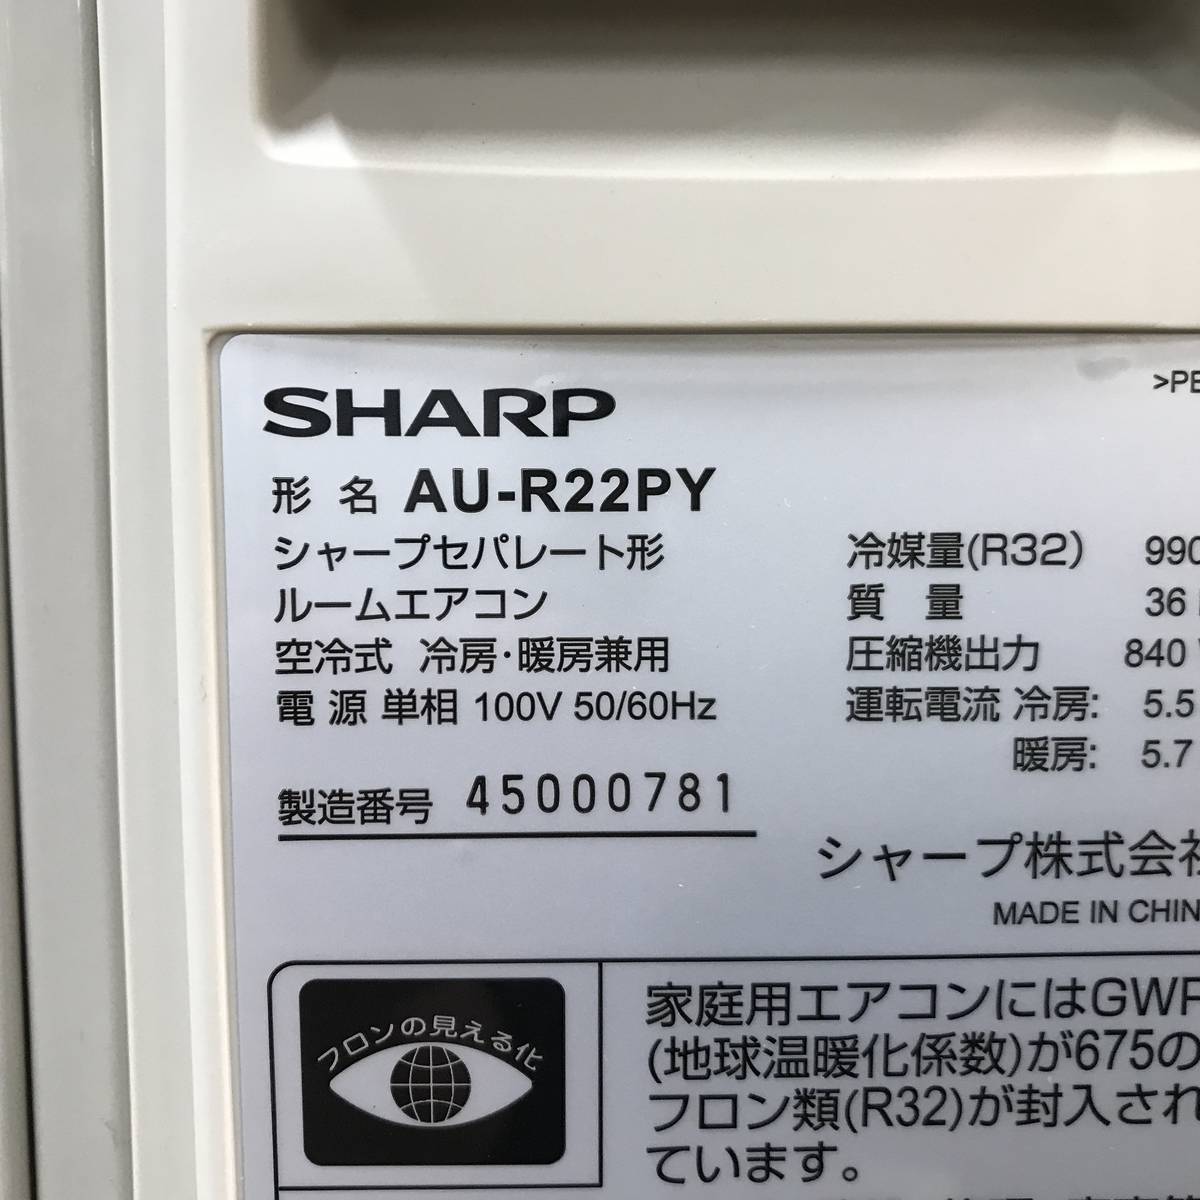 >PE
SHARP
形 名 AU-R22PY
シャープセパレート形
ルームエアコン
空冷式 冷房・暖房兼用
電 源 単相 100V 50/60Hz
製造番号 45000781
冷媒量(R32) 990
質 量 36
圧縮機出力 840
運転電流 冷房: 5.5
暖房: 5.7
シャープ株式会社
MADE IN CHIN
フロンの見える化
家庭用エアコンにはGWP
(地球温暖化係数)が675の
フロン類(R32)が封入され
ています。